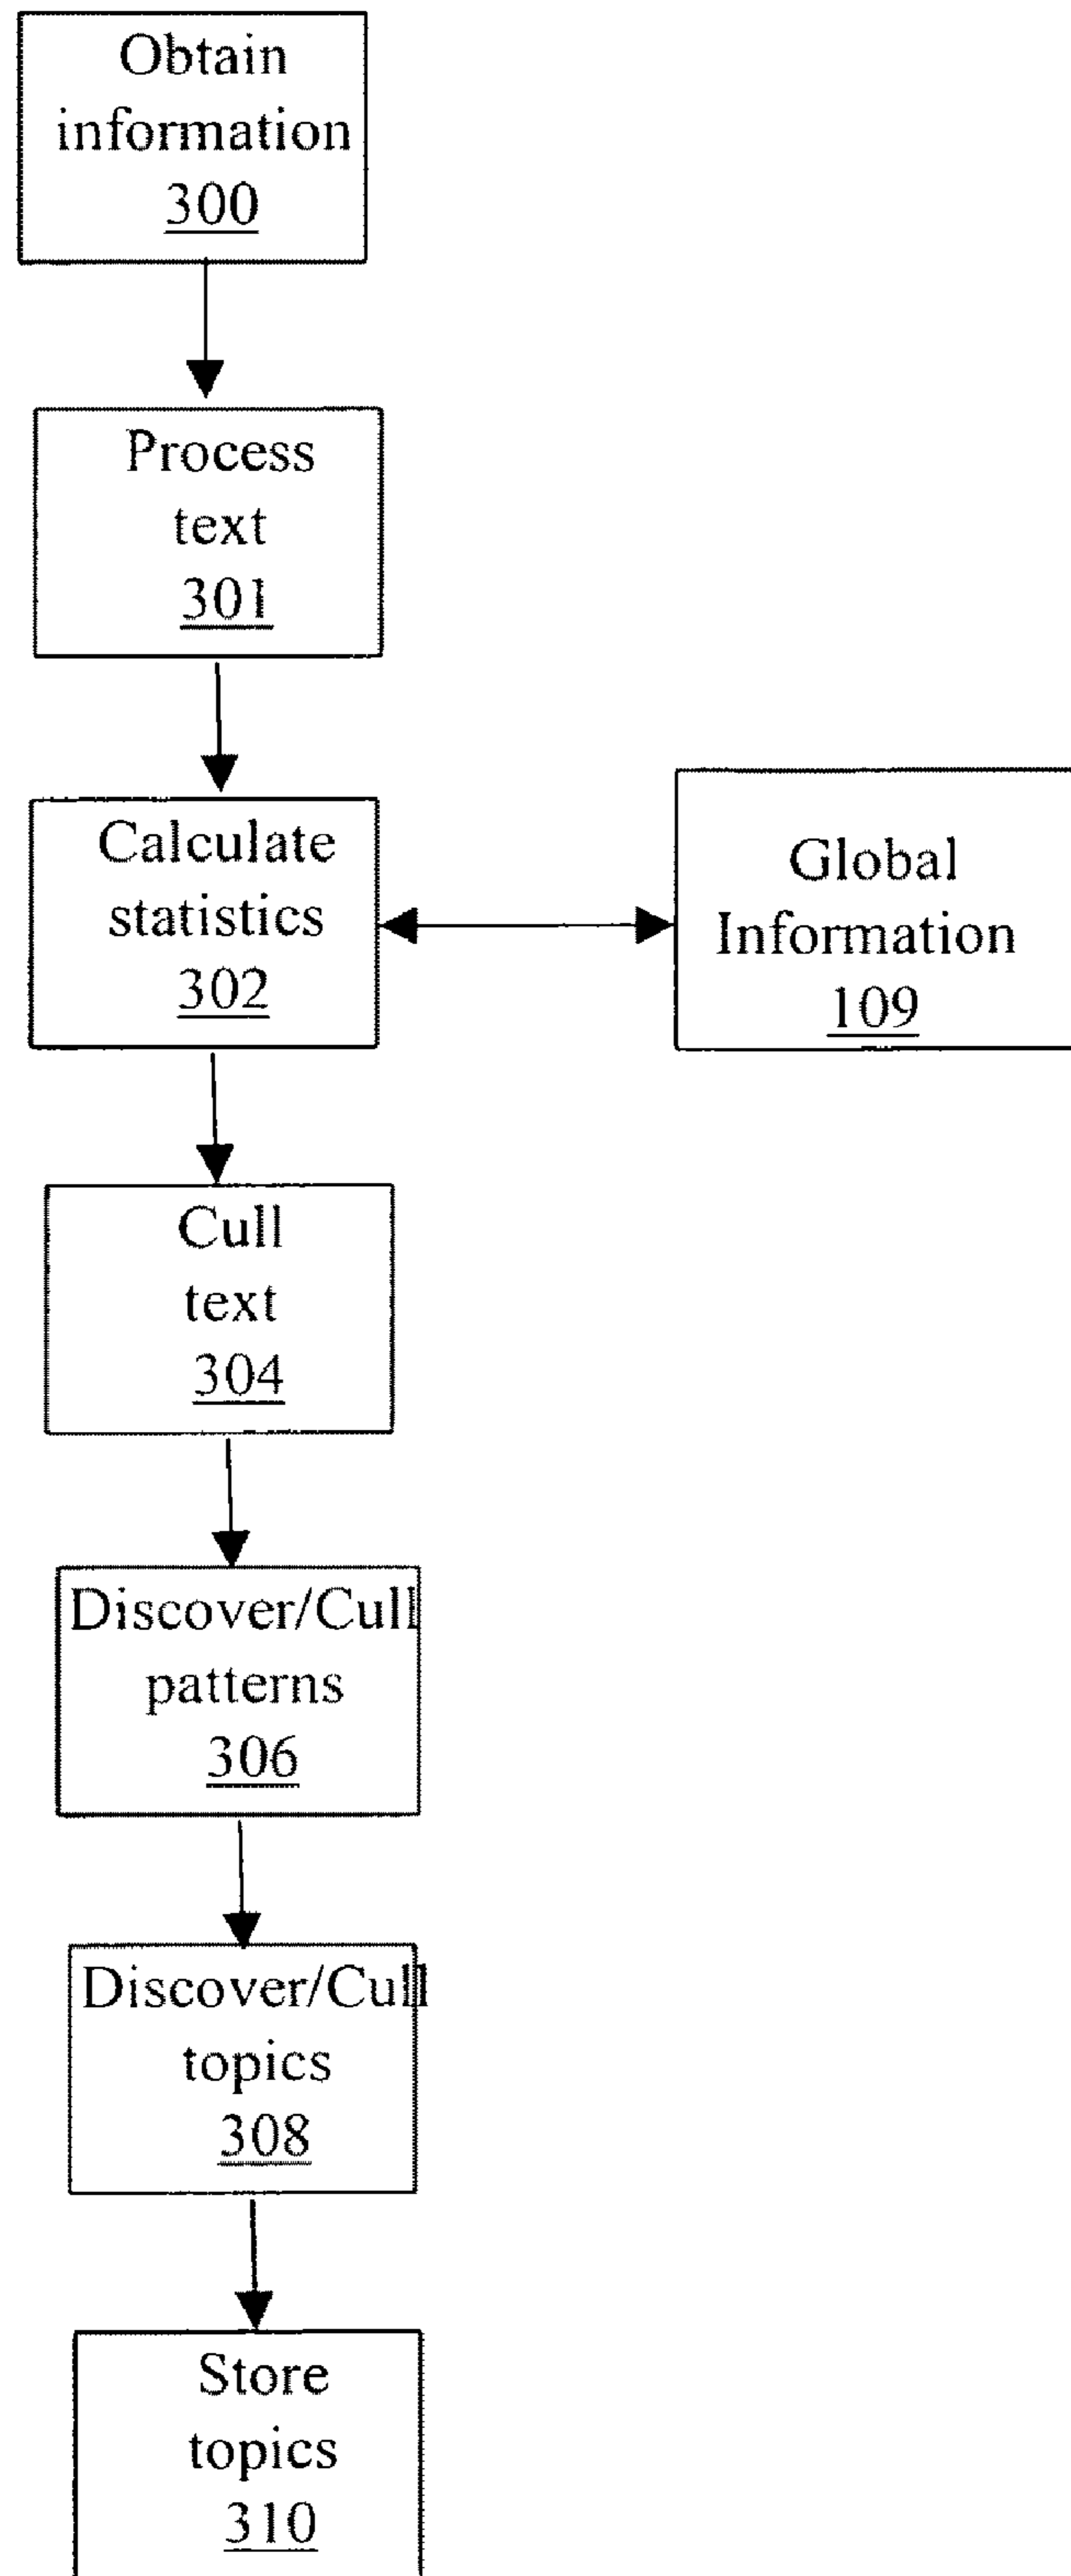 Obtain
information
300
Process
text
301
Calculate
statistics
302
Global
Information
109
Cull
text
304
Discover/Cull
patterns
306
Discover/Cull
topics
308
Store
topics
310